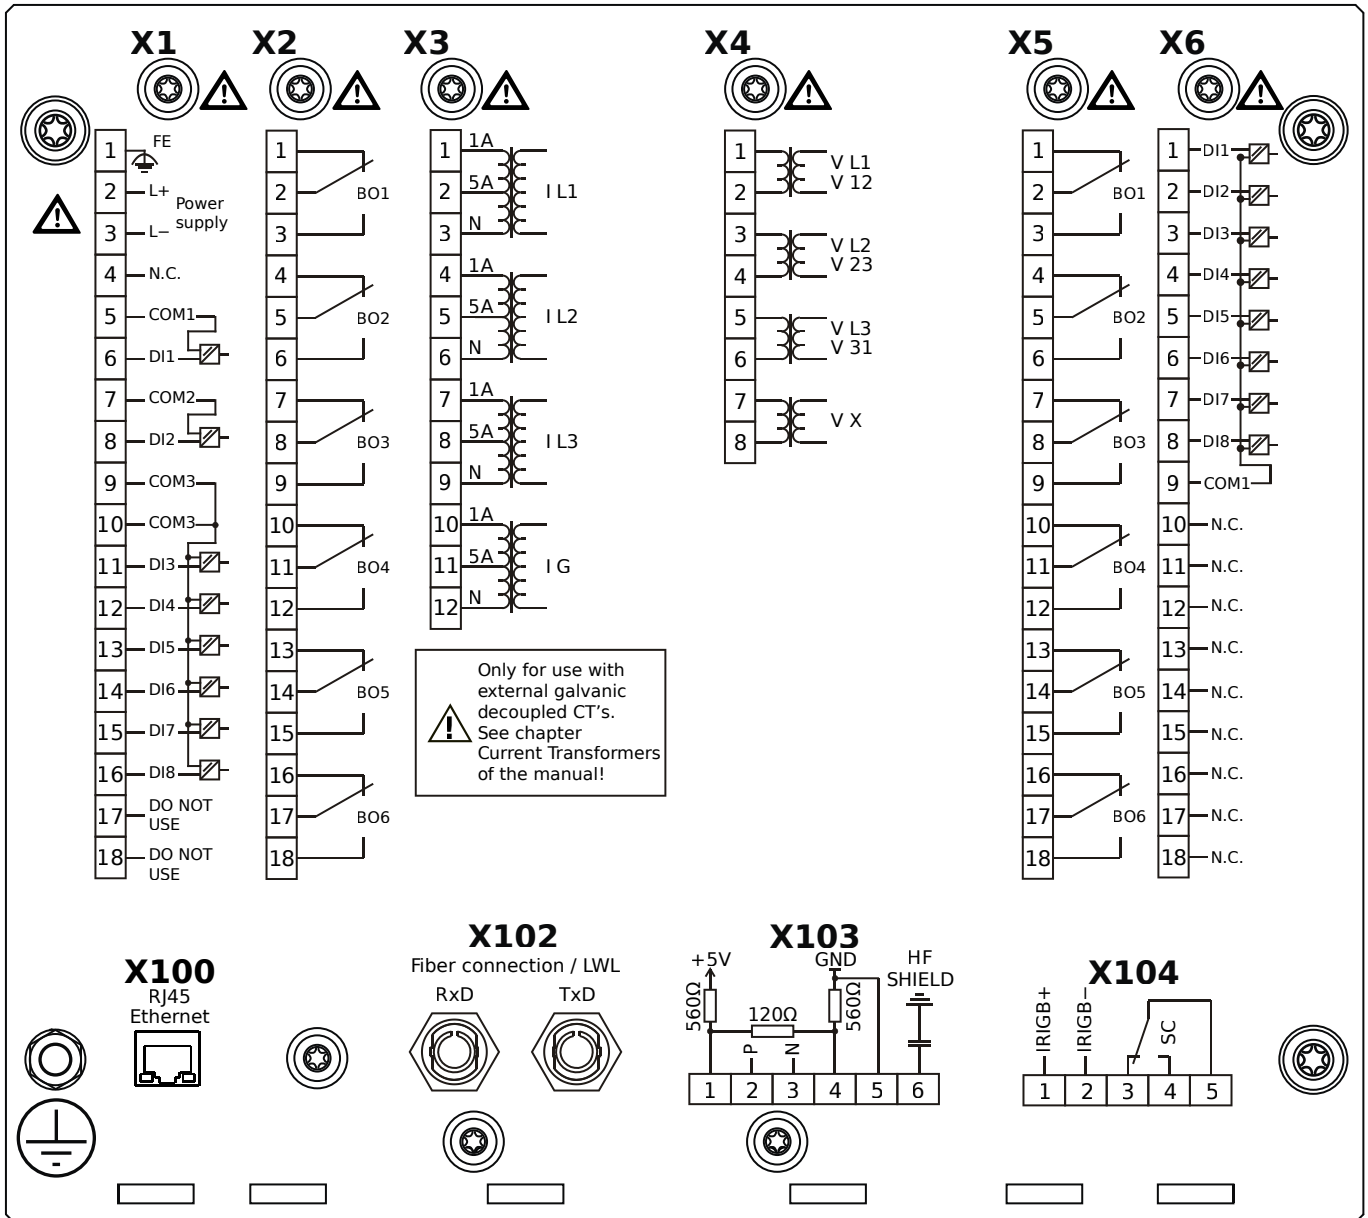 X1 X2 X3 X4 X5 X6
1 FE
2 L+
3 L−
Power
supply
4 N.C.
5 COM1
6 DI1
7 COM2
8 DI2
9 COM3
10 COM3
11 DI3
12 DI4
13 DI5
14 DI6
15 DI7
16 DI8
17 DO NOT
USE
18 DO NOT
USE
1
2 BO1
3
4
5 BO2
6
7
8 BO3
9
10
11 BO4
12
13
14 BO5
15
16
17 BO6
18
1 1A
2 5A I L1
3 N
4 1A
5 5A I L2
6 N
7 1A
8 5A I L3
9 N
10 1A
11 5A I G
12 N
Only for use with
external galvanic
decoupled CT's.
See chapter
Current Transformers
of the manual!
1 V L1
2 V 12
3 V L2
4 V 23
5 V L3
6 V 31
7 V X
8
1
2 BO1
3
4
5 BO2
6
7
8 BO3
9
10
11 BO4
12
13
14 BO5
15
16
17 BO6
18
1 DI1
2 DI2
3 DI3
4 DI4
5 DI5
6 DI6
7 DI7
8 DI8
9 COM1
10 N.C.
11 N.C.
12 N.C.
13 N.C.
14 N.C.
15 N.C.
16 N.C.
17 N.C.
18 N.C.
X100
RJ45
Ethernet
X102
Fiber connection / LWL
RxD TxD
X103
+5V GND HF
SHIELD
560Ω 120Ω 560Ω
P N
1 2 3 4 5 6
X104
IRIGB+ IRIGB− SC
1 2 3 4 5